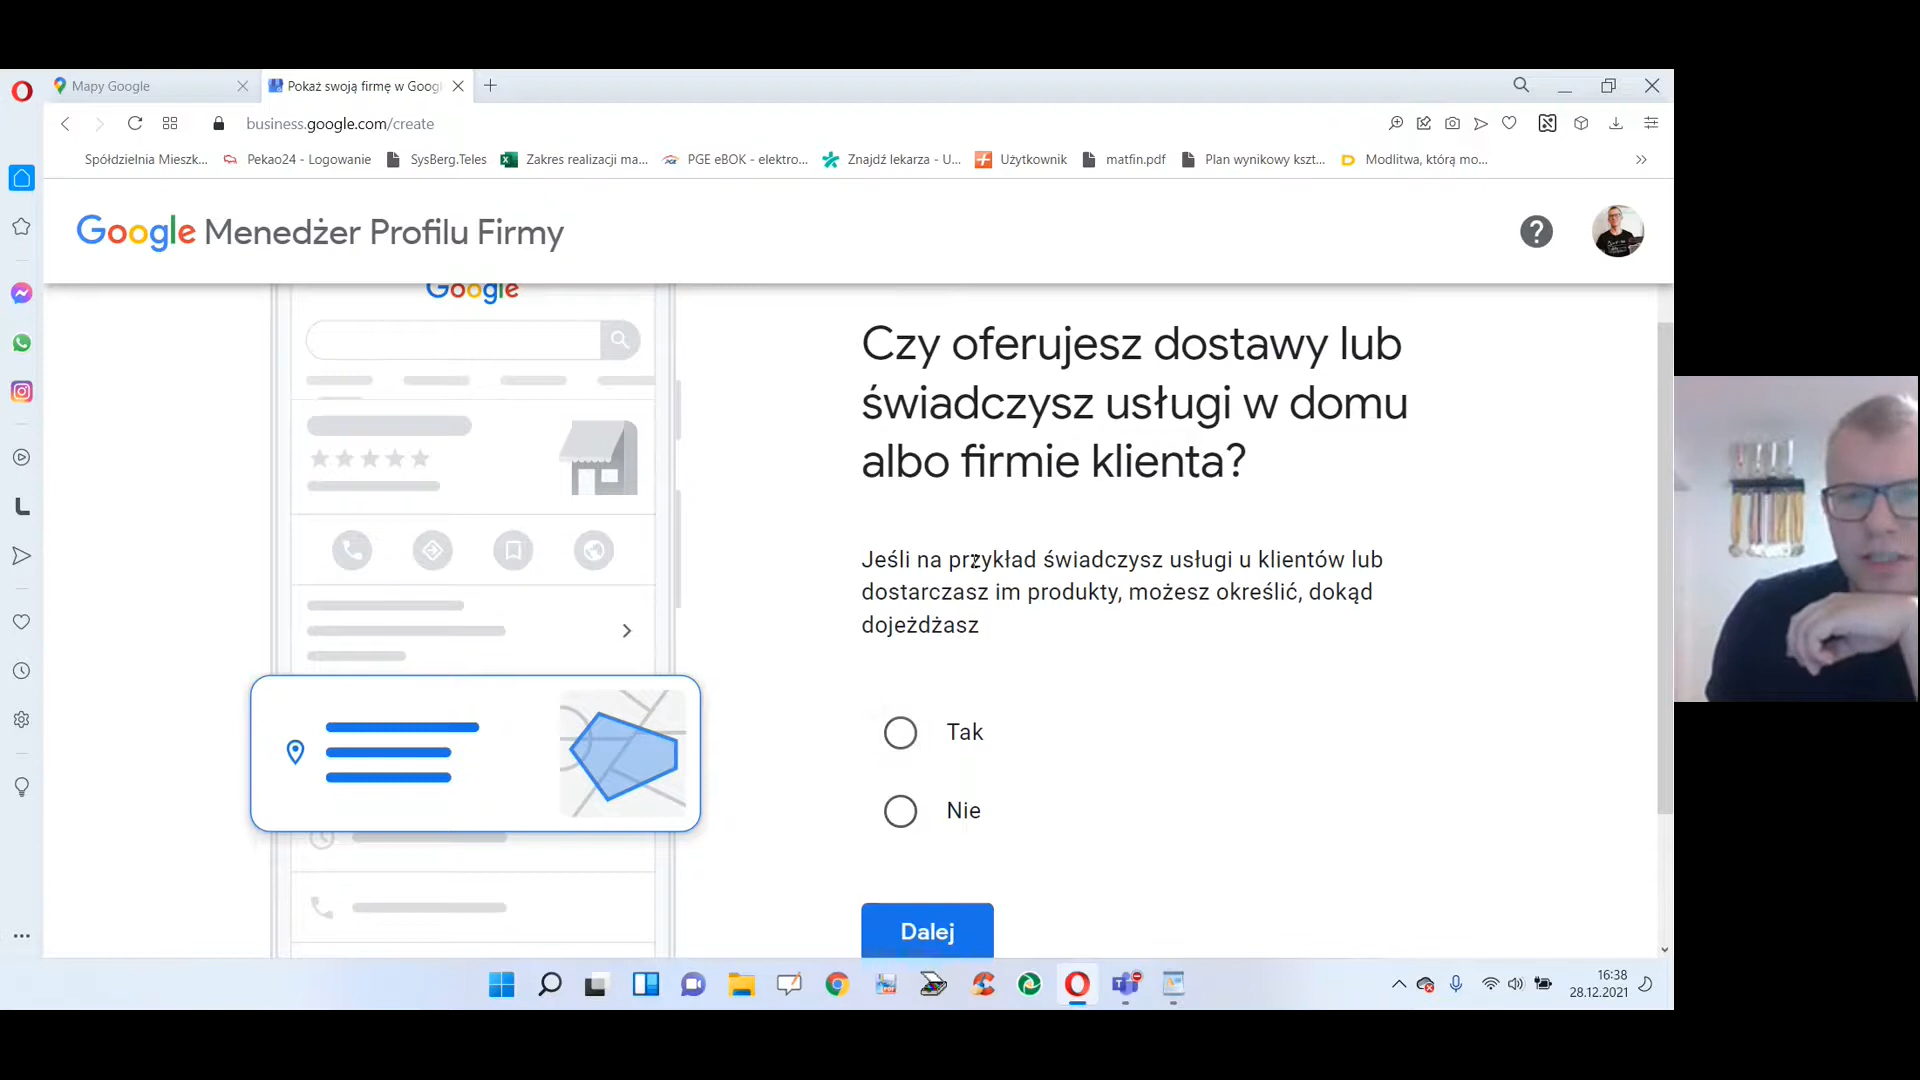 Mapy Google
Pokaż swoją firmę w Googl
business.google.com/create
Spółdzielnia Mieszk...
Pekao24 - Logowanie
SysBerg.Teles
Zakres realizacji ma...
PGE eBOK - elektro...
Znajdź lekarza - U...
Użytkownik
matfin.pdf
Plan wynikowy kszt...
Modlitwa, którą mo...
Google Menedżer Profilu Firmy
Google
Czy oferujesz dostawy lub
świadczysz usługi w domu
albo firmie klienta?
Jeśli na przykład świadczysz usługi u klientów lub
dostarczasz im produkty, możesz określić, dokąd
dojeżdżasz
Tak
Nie
Dalej
16:38
28.12.2021